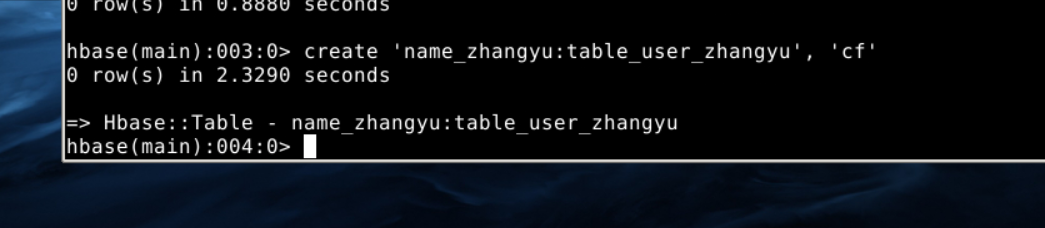 0 row(s) in 0.8880 seconds
hbase(main):003:0> create 'name_zhangyu:table_user_zhangyu', 'cf'
0 row(s) in 2.3290 seconds
=> Hbase::Table - name_zhangyu:table_user_zhangyu
hbase(main):004:0>